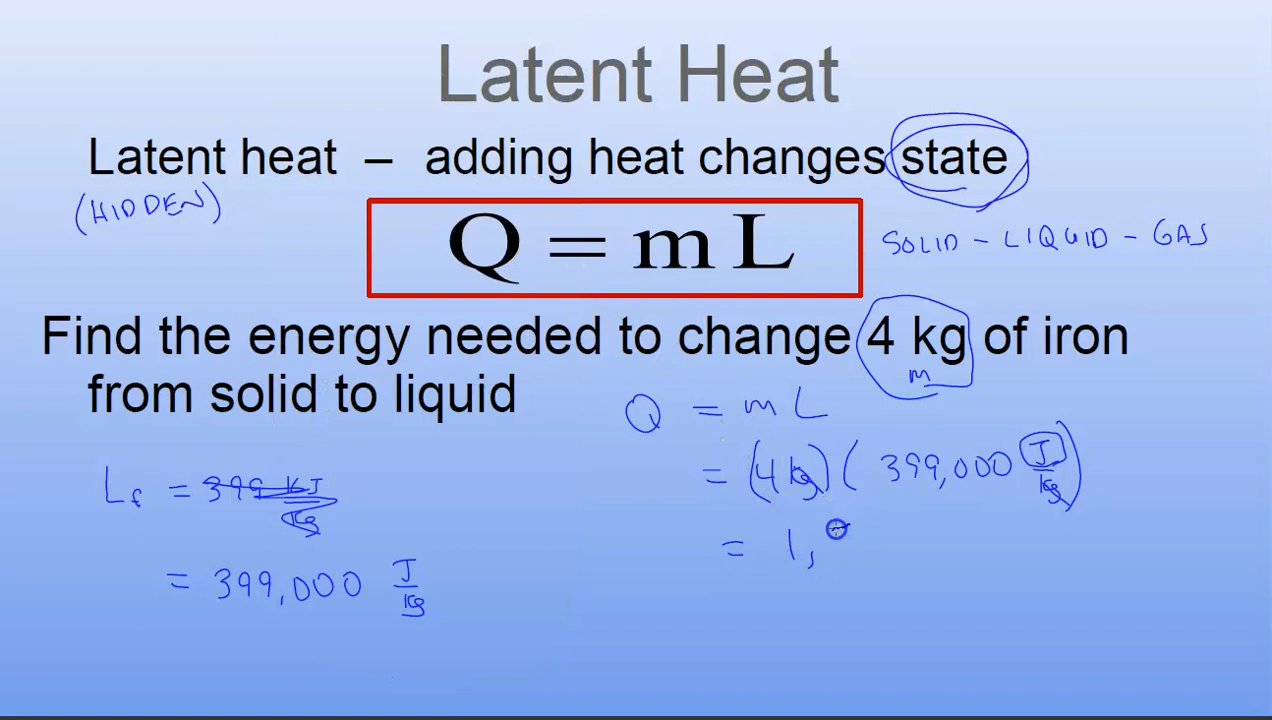 Latent Heat
Latent heat – adding heat changes state
(HIDDEN)
Q = m L
SOLID - LIQUID - GAS
Find the energy needed to change 4 kg of iron
m
from solid to liquid
Q = m L
= (4 kg) (399,000 J/kg)
= 1,
Lf = 399 KJ/Kg
= 399,000 J/Kg